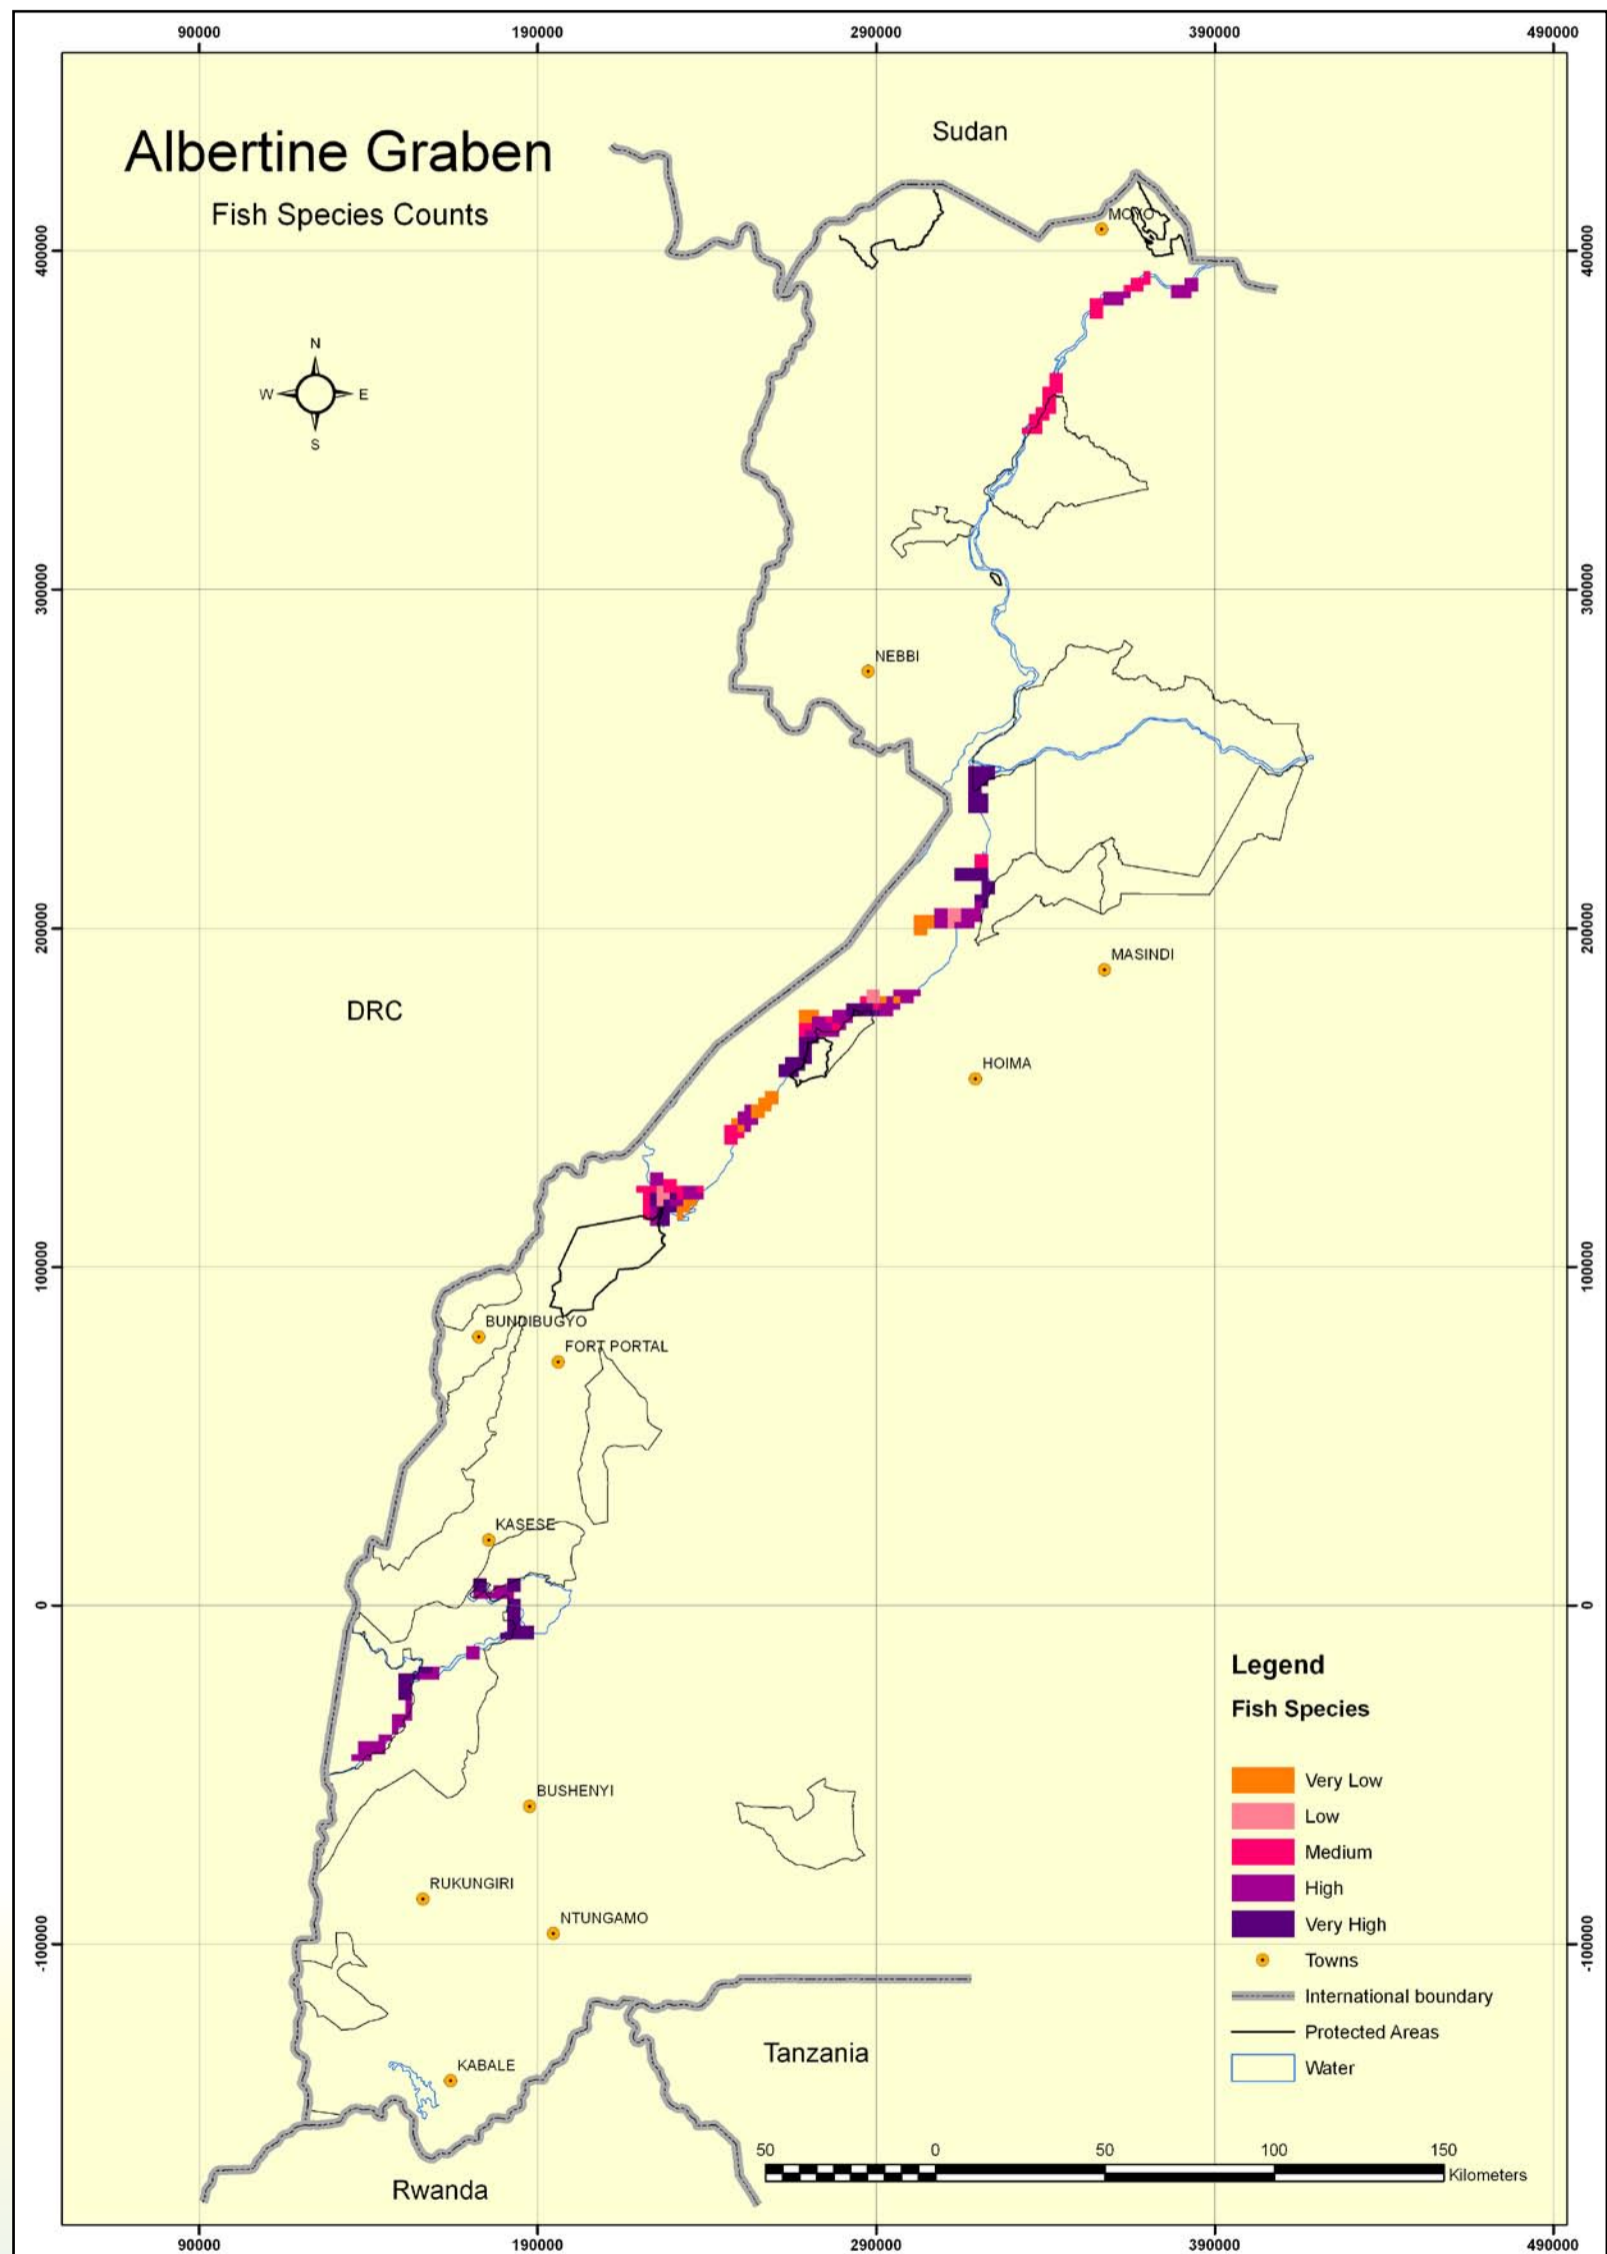 90000 190000 290000 390000 490000
Sudan
Albertine Graben
Fish Species Counts
MOYO
400000 400000
N
W E
S
300000 300000
NEBBI
200000 200000
MASINDI
DRC
HOIMA
100000 100000
BUNDIBUGYO
FORT PORTAL
KASESE
0 0
Legend
Fish Species
BUSHENYI
Very Low
Low
Medium
RUKUNGIRI
High
NTUNGAMO
Very High
-100000 -100000
Towns
International boundary
Protected Areas
Tanzania
KABALE
Water
50 0 50 100 150
Kilometers
Rwanda
90000 190000 290000 390000 490000